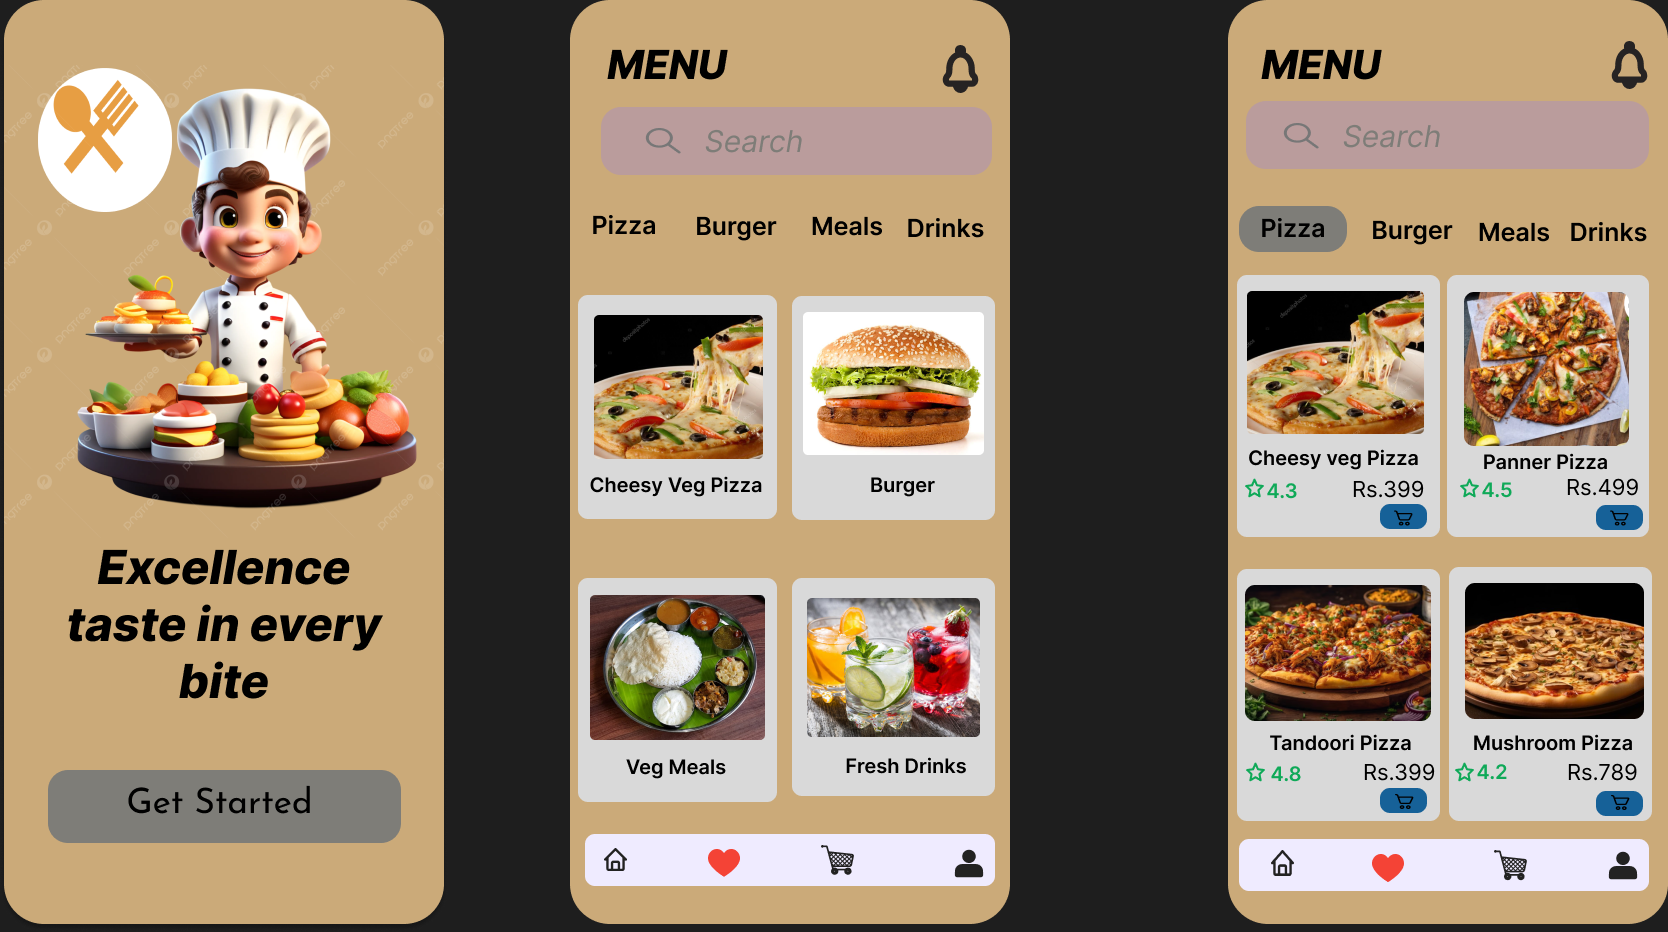 Excellence
taste in every
bite
Get Started
MENU
Search
Pizza Burger Meals Drinks
Cheesy Veg Pizza Burger
Veg Meals Fresh Drinks
MENU
Search
Pizza Burger Meals Drinks
Cheesy veg Pizza Panner Pizza
4.3 Rs.399 4.5 Rs.499
Tandoori Pizza Mushroom Pizza
4.8 Rs.399 4.2 Rs.789